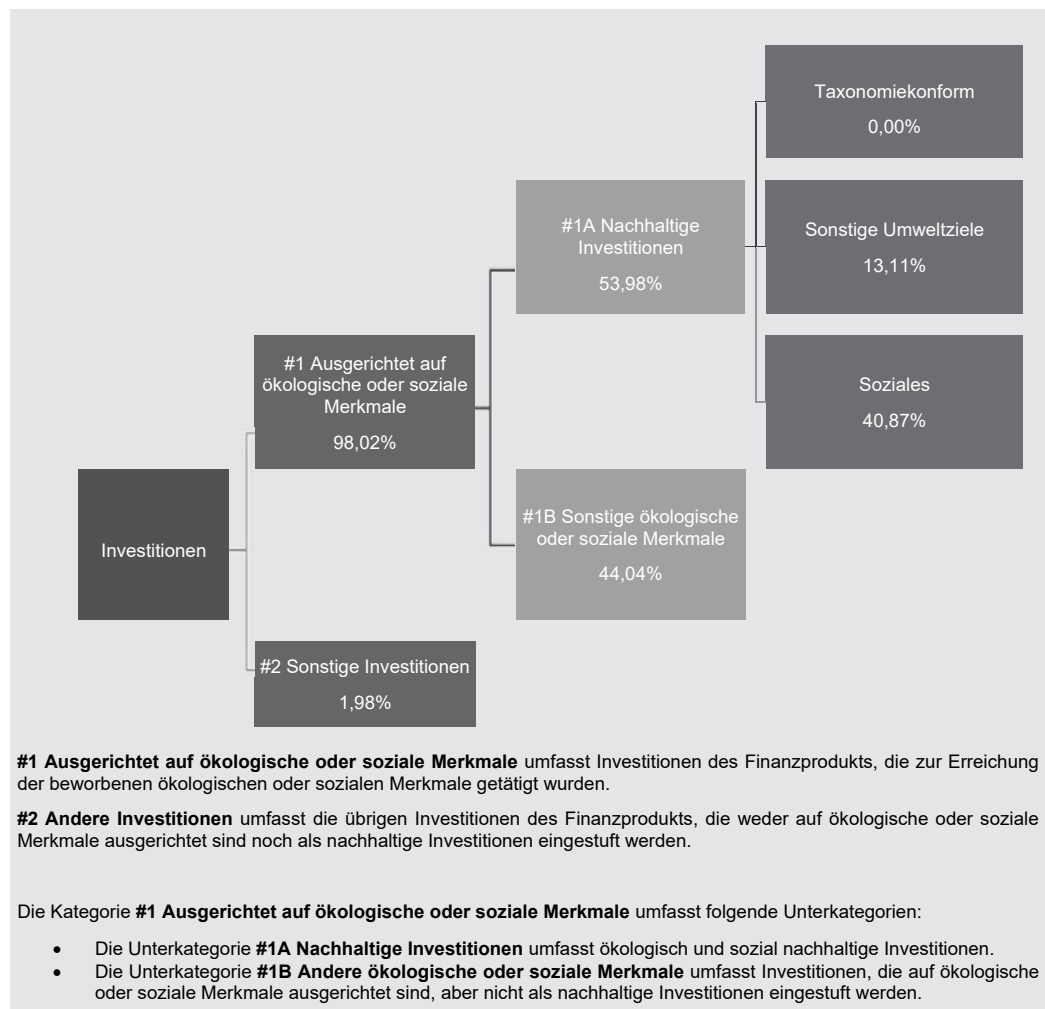 Taxonomiekonform
0,00%
#1A Nachhaltige
Investitionen
53,98%
Sonstige Umweltziele
13,11%
#1 Ausgerichtet auf
ökologische oder soziale
Merkmale
98,02%
Soziales
40,87%
Investitionen
#1B Sonstige ökologische
oder soziale Merkmale
44,04%
#2 Sonstige Investitionen
1,98%
#1 Ausgerichtet auf ökologische oder soziale Merkmale umfasst Investitionen des Finanzprodukts, die zur Erreichung
der beworbenen ökologischen oder sozialen Merkmale getätigt wurden.
#2 Andere Investitionen umfasst die übrigen Investitionen des Finanzprodukts, die weder auf ökologische oder soziale
Merkmale ausgerichtet sind noch als nachhaltige Investitionen eingestuft werden.
Die Kategorie #1 Ausgerichtet auf ökologische oder soziale Merkmale umfasst folgende Unterkategorien:
• Die Unterkategorie #1A Nachhaltige Investitionen umfasst ökologisch und sozial nachhaltige Investitionen.
• Die Unterkategorie #1B Andere ökologische oder soziale Merkmale umfasst Investitionen, die auf ökologische
oder soziale Merkmale ausgerichtet sind, aber nicht als nachhaltige Investitionen eingestuft werden.